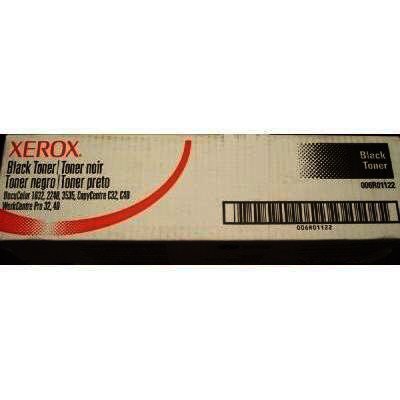 XEROX.
Black Toner/Toner noir
Toner negro/Toner preto
DocuColor 1632, 2240, 3535, CopyCentre C32, C40
WorkCentre Pro 32, 40
Black
Toner
006R01122
006R01122